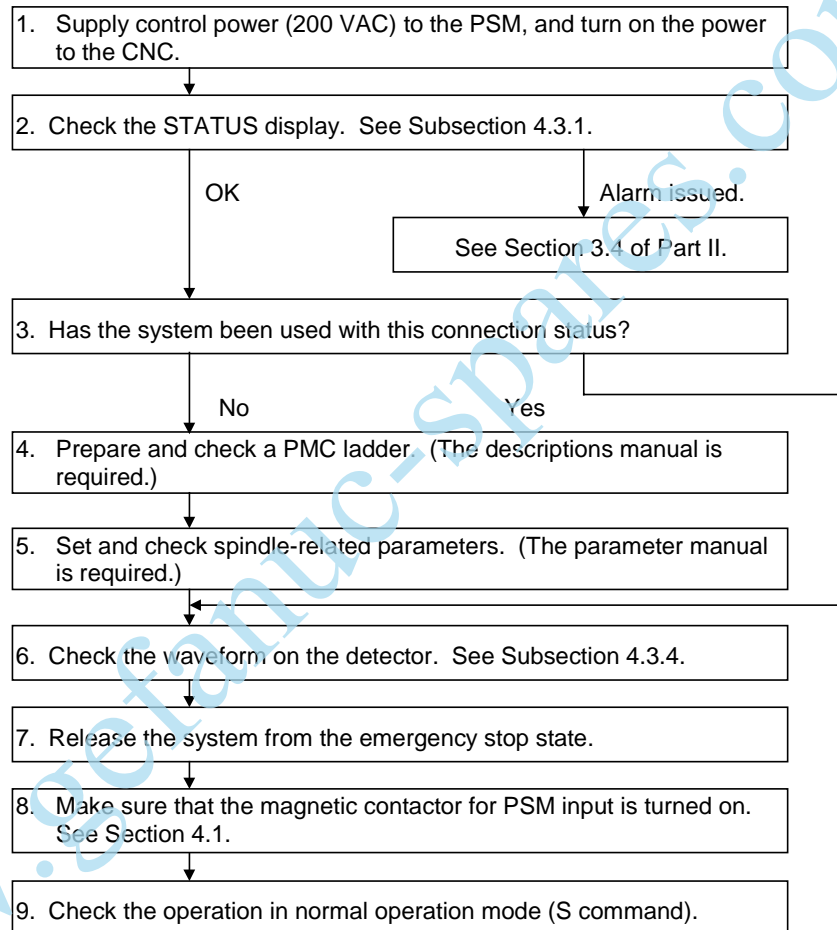 1. Supply control power (200 VAC) to the PSM, and turn on the power
to the CNC.
2. Check the STATUS display. See Subsection 4.3.1.
OK
Alarm issued.
See Section 3.4 of Part II.
3. Has the system been used with this connection status?
No
Yes
4. Prepare and check a PMC ladder. (The descriptions manual is
required.)
5. Set and check spindle-related parameters. (The parameter manual
is required.)
6. Check the waveform on the detector. See Subsection 4.3.4.
7. Release the system from the emergency stop state.
8. Make sure that the magnetic contactor for PSM input is turned on.
See Section 4.1.
9. Check the operation in normal operation mode (S command).
.gefanuc-spares.co